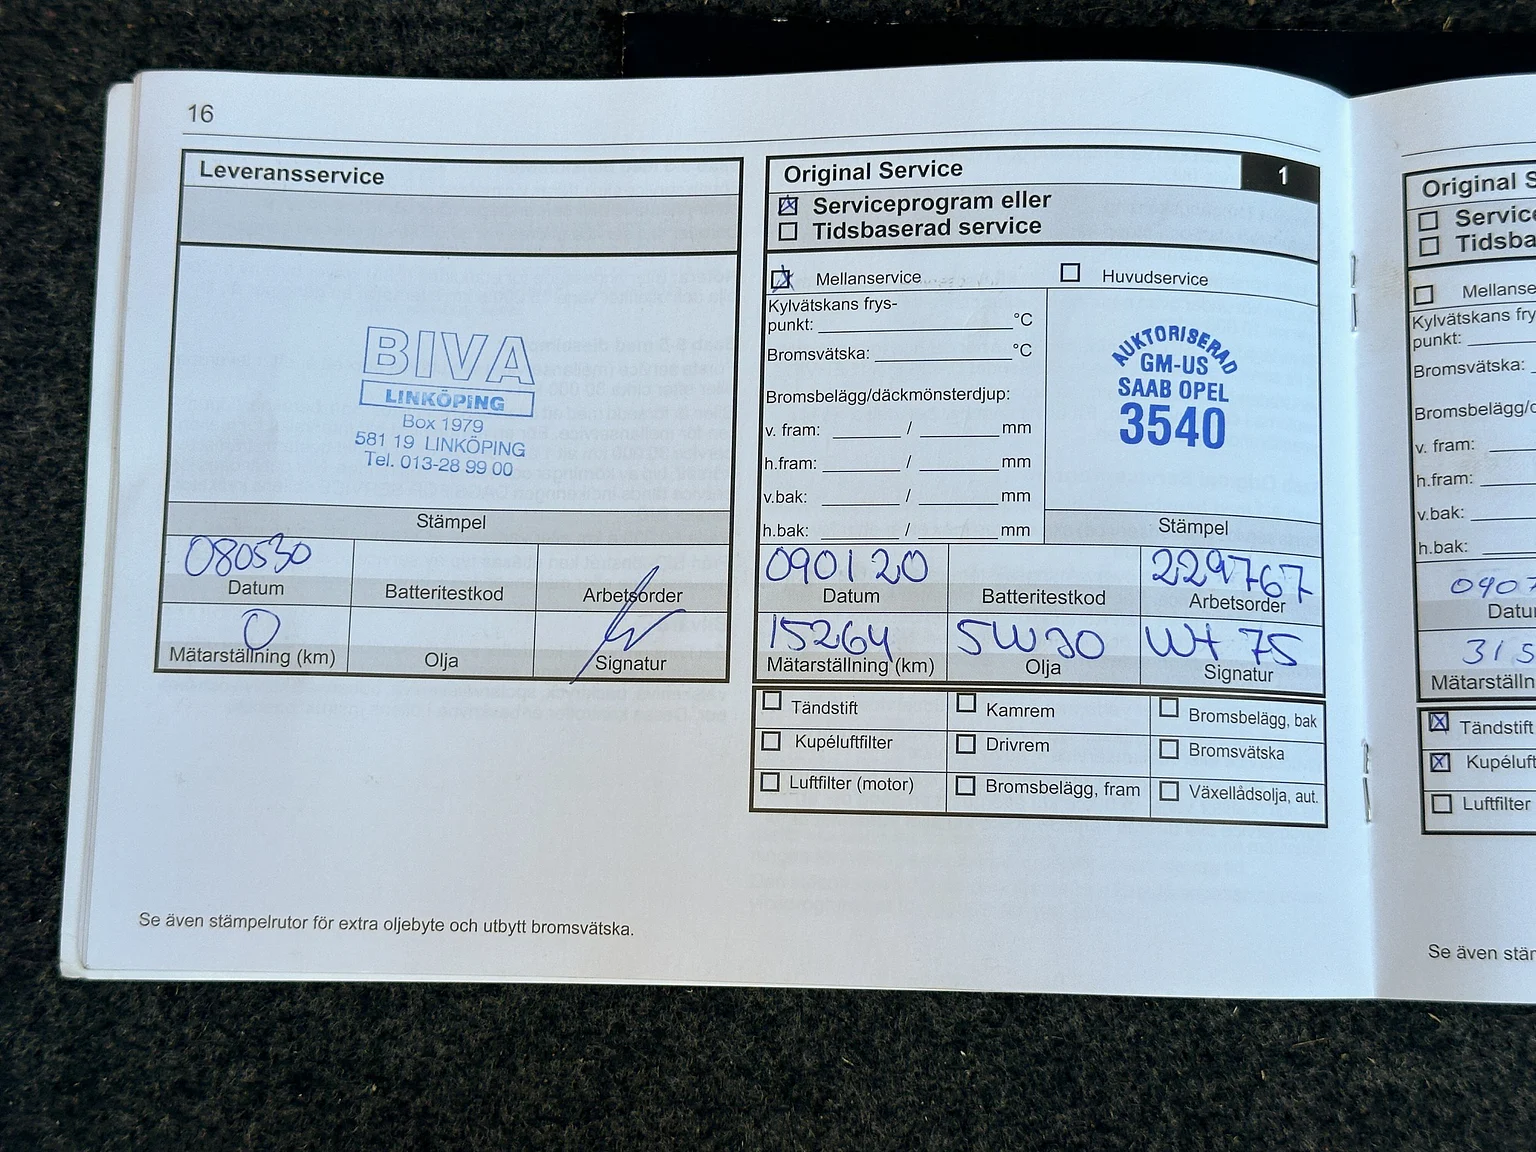 16
Leveransservice
BIVA
LINKÖPING
Box 1979
581 19 LINKÖPING
Tel. 013-28 99 00
Stämpel
080530
Datum
Batteritestkod
Arbetsorder
0
Mätarställning (km)
Olja
Signatur
Original Service 1
Serviceprogram eller
Tidsbaserad service
Mellanservice
Huvudservice
Kylvätskans frys-
punkt: °C
Bromsvätska: °C
Bromsbelägg/däckmönsterdjup:
v. fram: / mm
h.fram: / mm
v.bak: / mm
h.bak: / mm
AUKTORISERAD
GM-US
SAAB OPEL
3540
Stämpel
090120 229767
Datum Batteritestkod Arbetsorder
15264 5W30 WH 75
Mätarställning (km) Olja Signatur
Tändstift Kamrem Bromsbelägg, bak
Kupéluftfilter Drivrem Bromsvätska
Luftfilter (motor) Bromsbelägg, fram Växellådsolja, aut.
Se även stämpelrutor för extra oljebyte och utbytt bromsvätska.
Original S
Service
Tidsba
Mellanse
Kylvätskans fry
punkt:
Bromsvätska:
Bromsbelägg/d
v. fram:
h.fram:
v.bak:
h.bak:
0907
Datu
315
Mätarställn
Tändstift
Kupéluft
Luftfilter
Se även stän